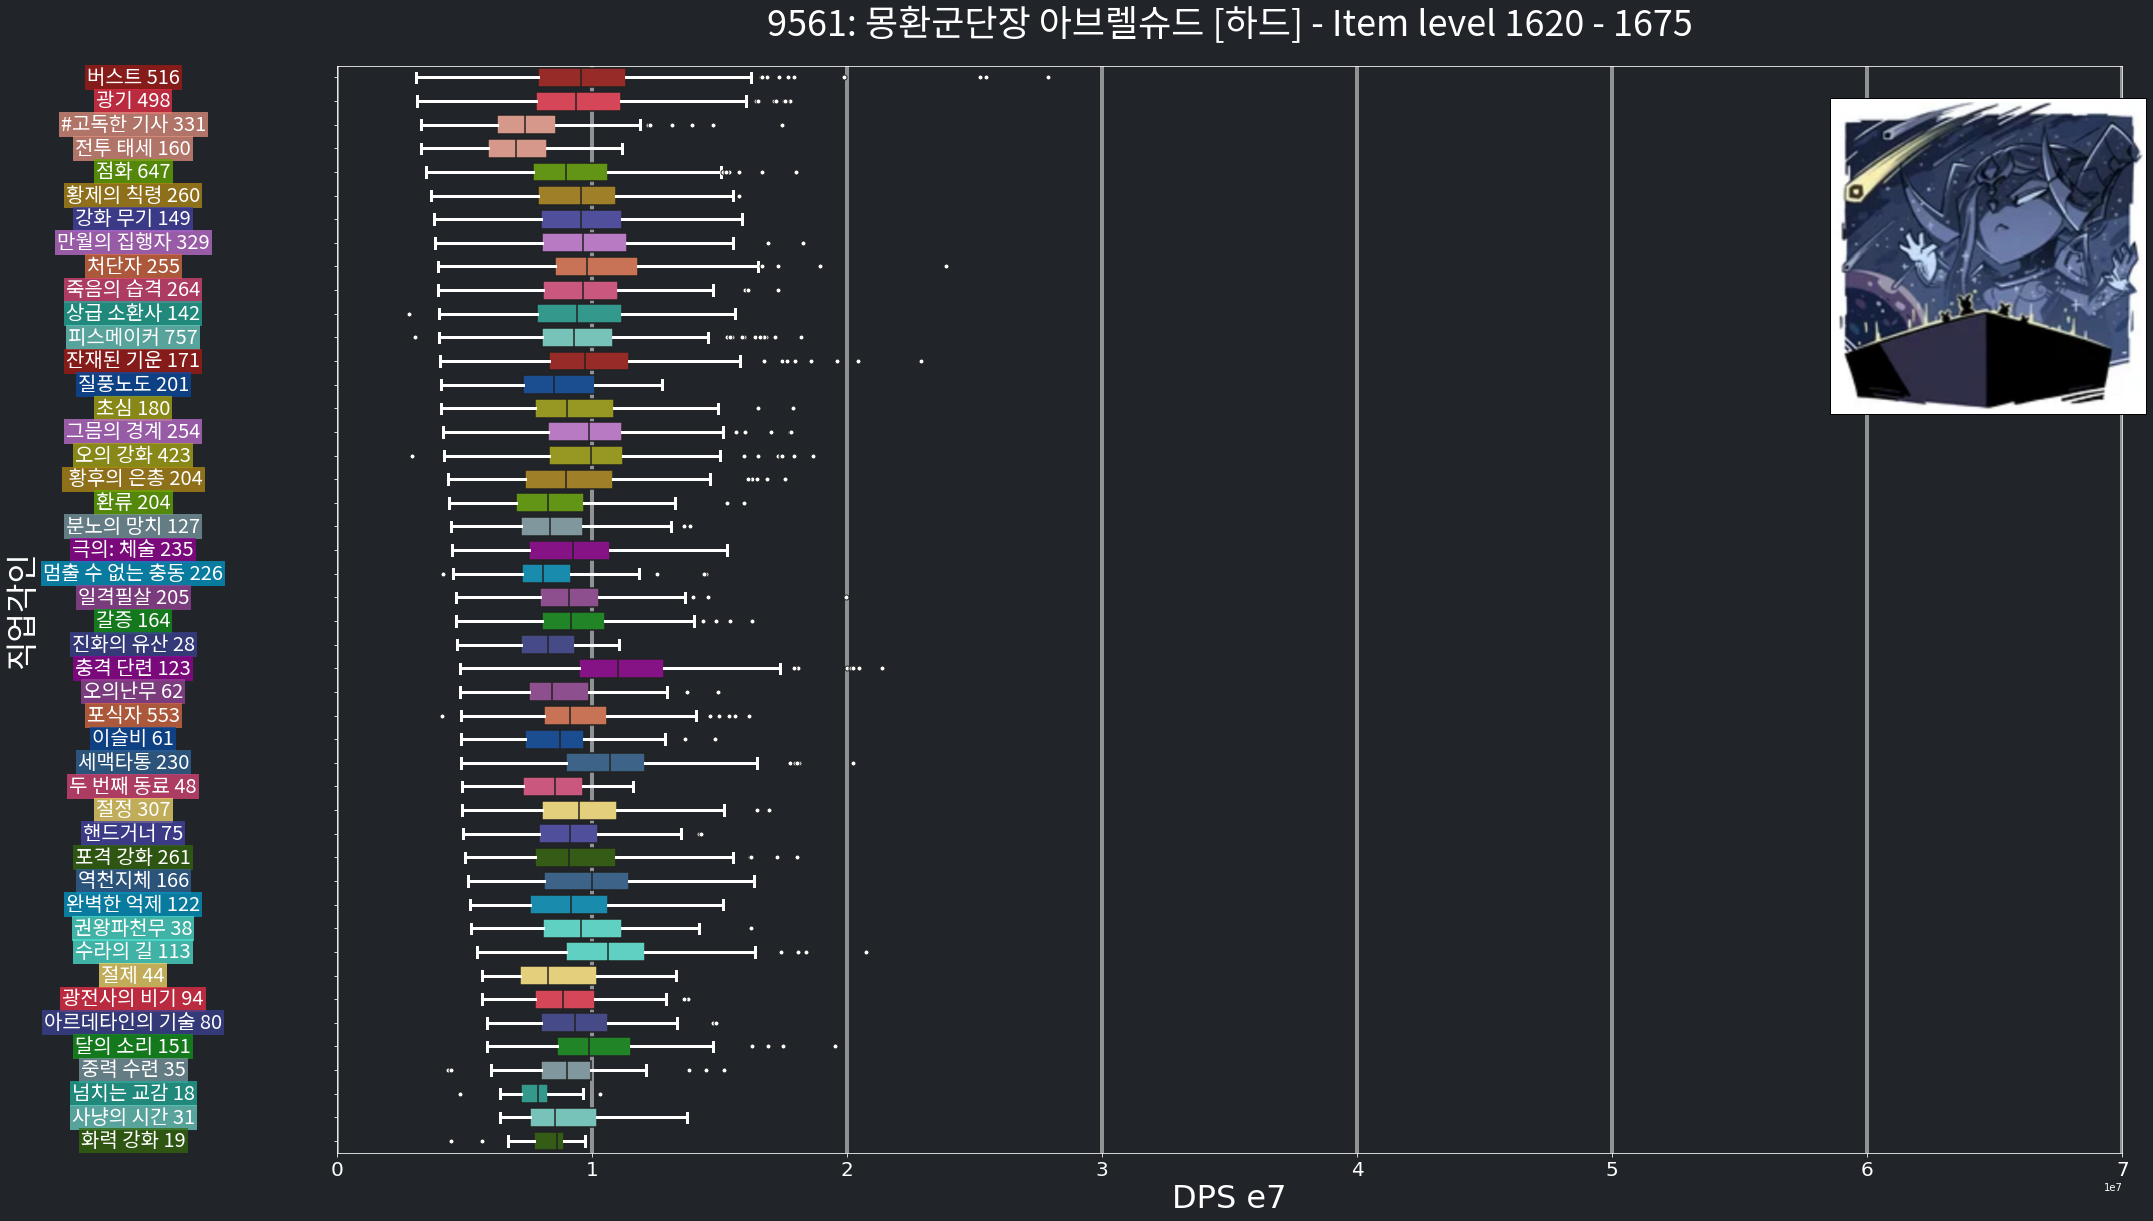 9561: 몽환군단장 아브렐슈드 [하드] - Item level 1620 - 1675
버스트 516
광기 498
#고독한 기사 331
전투 태세 160
점화 647
황제의 칙령 260
강화 무기 149
만월의 집행자 329
처단자 255
죽음의 습격 264
상급 소환사 142
피스메이커 757
잔재된 기운 171
질풍노도 201
초심 180
그믐의 경계 254
오의 강화 423
황후의 은총 204
환류 204
분노의 망치 127
극의: 체술 235
멈출 수 없는 충동 226
일격필살 205
갈증 164
진화의 유산 28
충격 단련 123
오의난무 62
포식자 553
이슬비 61
세맥타통 230
두 번째 동료 48
절정 307
핸드거너 75
포격 강화 261
역천지체 166
완벽한 억제 122
권왕파천무 38
수라의 길 113
절제 44
광전사의 비기 94
아르데타인의 기술 80
달의 소리 151
중력 수련 35
넘치는 교감 18
사냥의 시간 31
화력 강화 19
직업각인
0 1 2 3 4 5 6 7
1e7
DPS e7